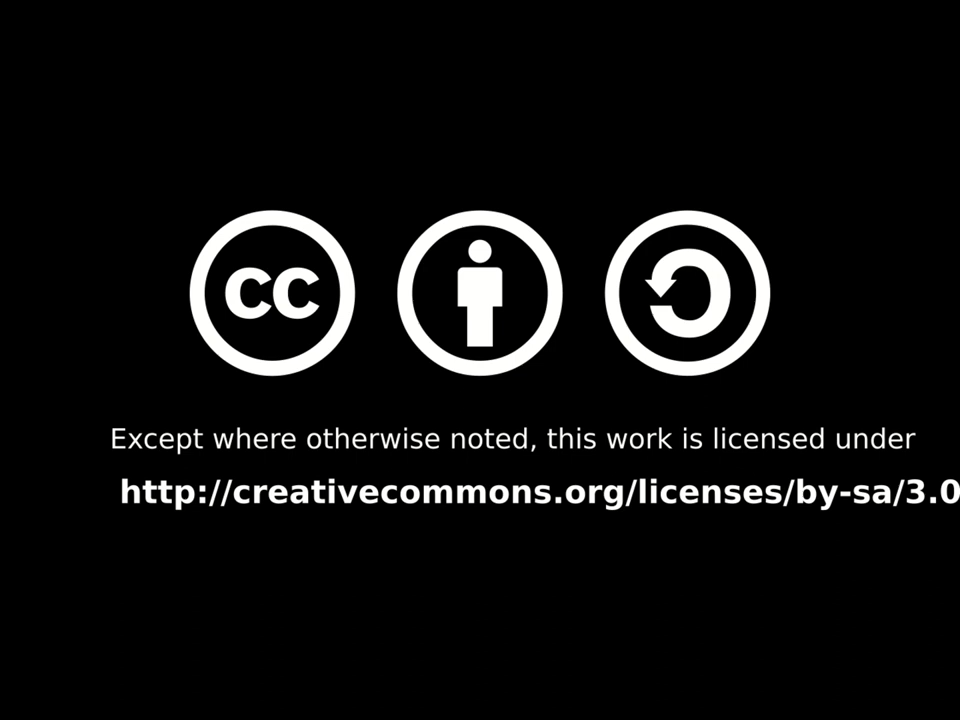 cc
Except where otherwise noted, this work is licensed under
http://creativecommons.org/licenses/by-sa/3.0